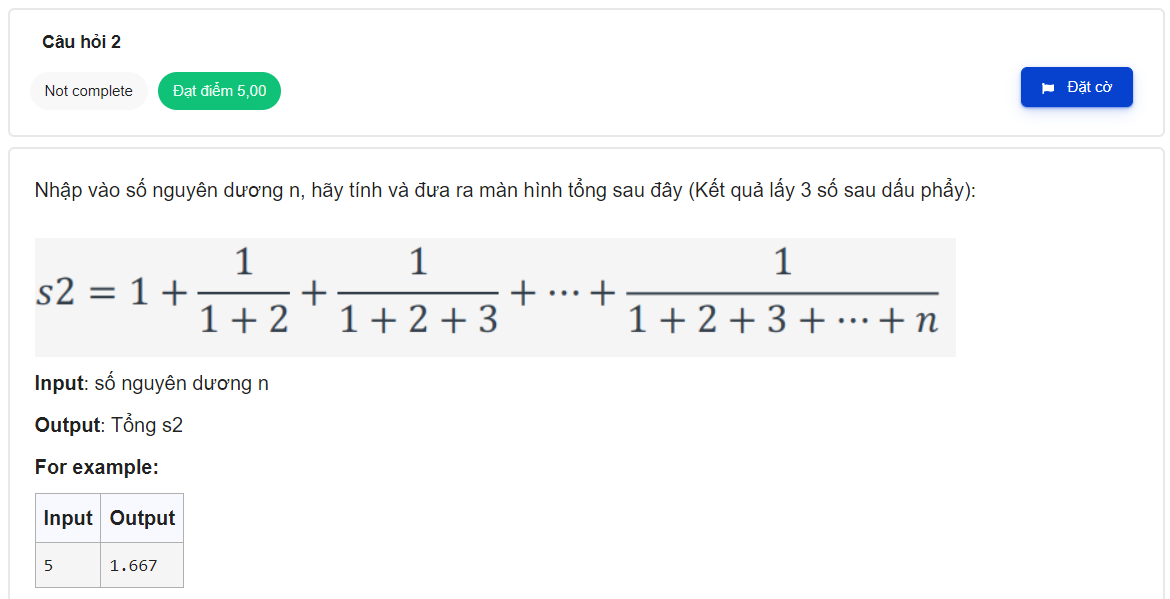 Câu hỏi 2
Not complete
Đạt điểm 5,00
Đặt cờ
Nhập vào số nguyên dương n, hãy tính và đưa ra màn hình tổng sau đây (Kết quả lấy 3 số sau dấu phẩy):
s2 = 1 + \frac{1}{1 + 2} + \frac{1}{1 + 2 + 3} + ⋯ + \frac{1}{1 + 2 + 3 + ⋯ + n}
Input: số nguyên dương n
Output: Tổng s2
For example:
Input Output
5 1.667